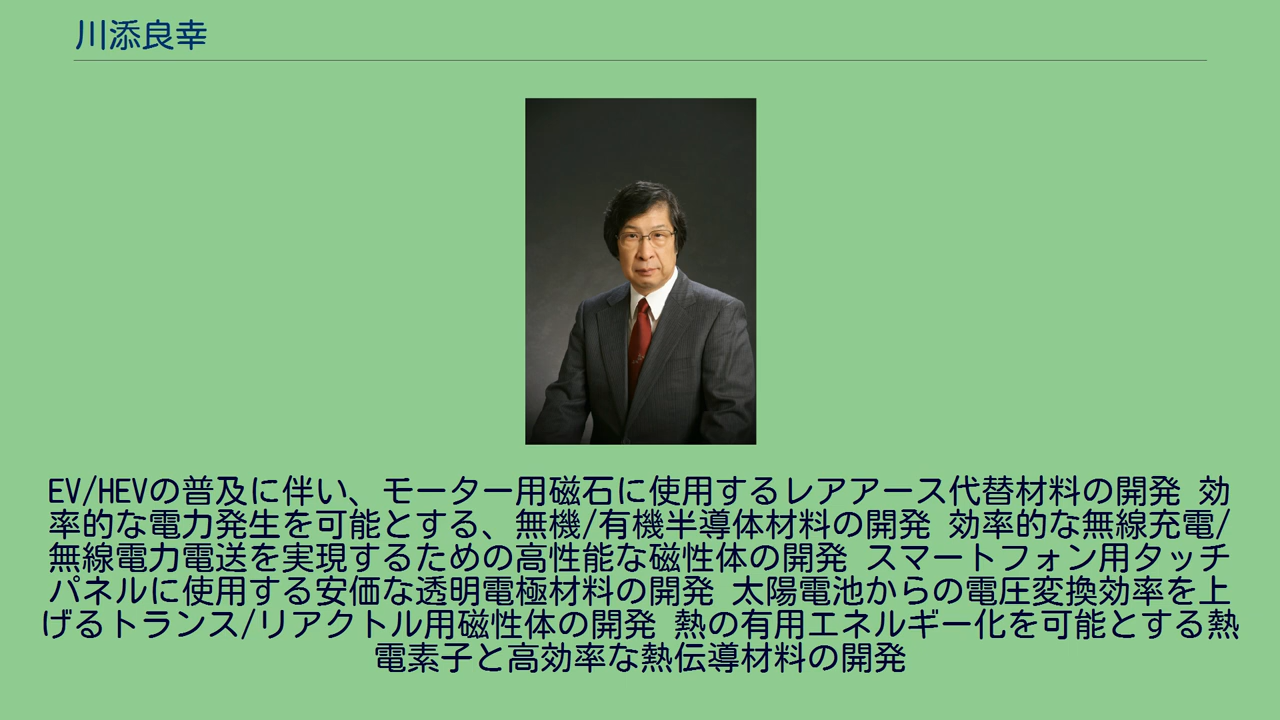 川添良幸
EV/HEVの普及に伴い、モーター用磁石に使用するレアアース代替材料の開発 効
率的な電力発生を可能とする、無機/有機半導体材料の開発 効率的な無線充電/
無線電力電送を実現するための高性能な磁性体の開発 スマートフォン用タッチ
パネルに使用する安価な透明電極材料の開発 太陽電池からの電圧変換効率を上
げるトランス/リアクトル用磁性体の開発 熱の有用エネルギー化を可能とする熱
電素子と高効率な熱伝導材料の開発